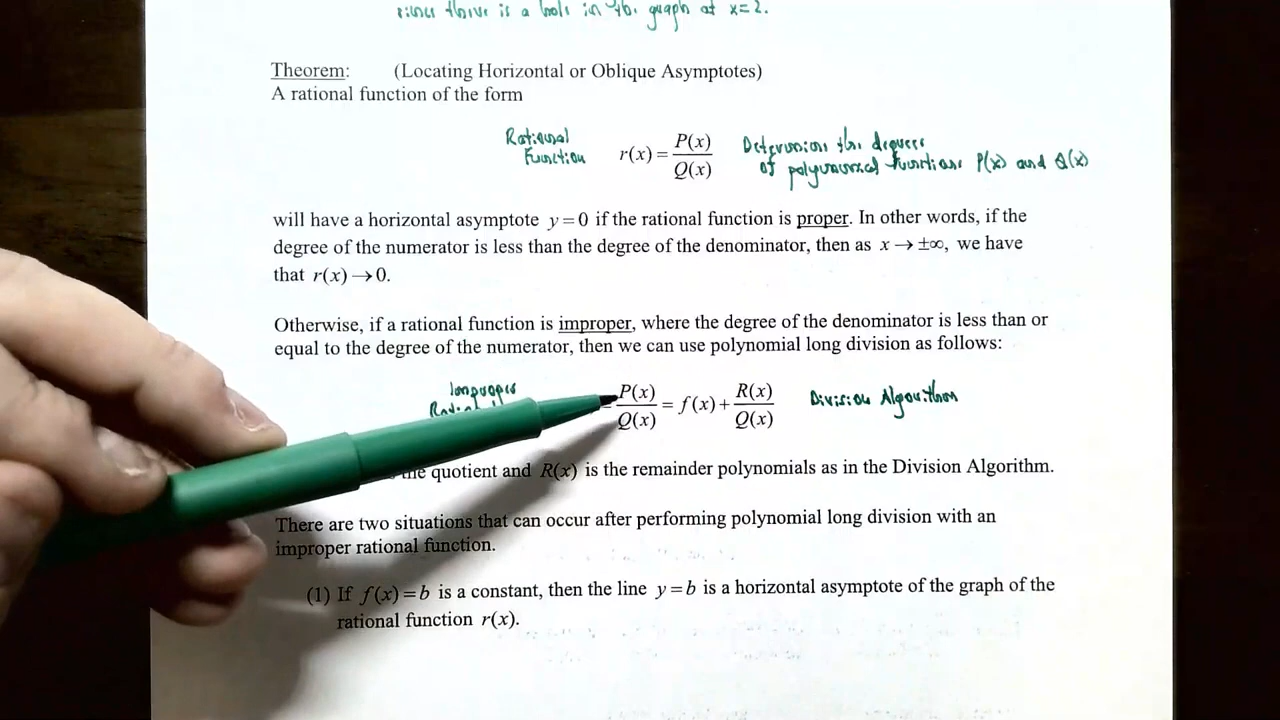 since there is a hole in the graph at x=2.
Theorem: (Locating Horizontal or Oblique Asymptotes)
A rational function of the form
Rational
Function
r(x) = P(x)/Q(x)
Determine the degrees
of polynomial functions P(x) and Q(x)
will have a horizontal asymptote y = 0 if the rational function is proper. In other words, if the
degree of the numerator is less than the degree of the denominator, then as x → ±∞, we have
that r(x) → 0.
Otherwise, if a rational function is improper, where the degree of the denominator is less than or
equal to the degree of the numerator, then we can use polynomial long division as follows:
Improper
= P(x)/Q(x) = f(x) + R(x)/Q(x)
Division Algorithm
the quotient and R(x) is the remainder polynomials as in the Division Algorithm.
There are two situations that can occur after performing polynomial long division with an
improper rational function.
(1) If f(x) = b is a constant, then the line y = b is a horizontal asymptote of the graph of the
rational function r(x).